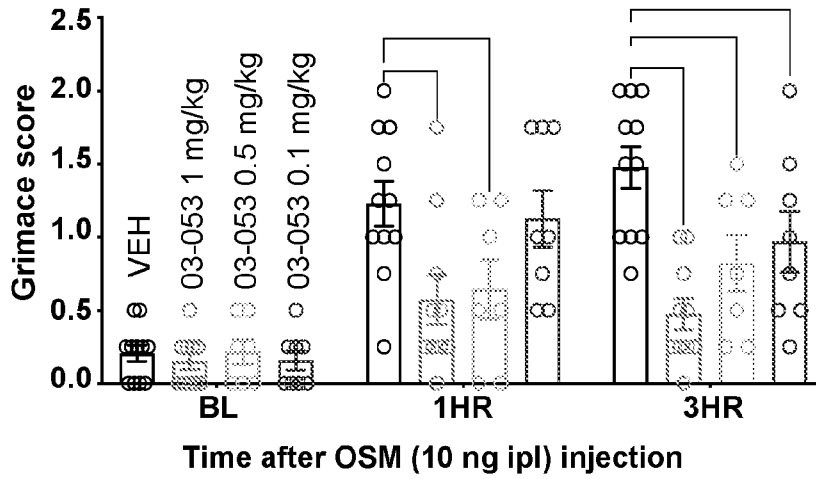 Grimace score
2.5
2.0
1.5
1.0
0.5
0.0
VEH
03-053 1 mg/kg
03-053 0.5 mg/kg
03-053 0.1 mg/kg
BL
1HR
3HR
Time after OSM (10 ng ipl) injection